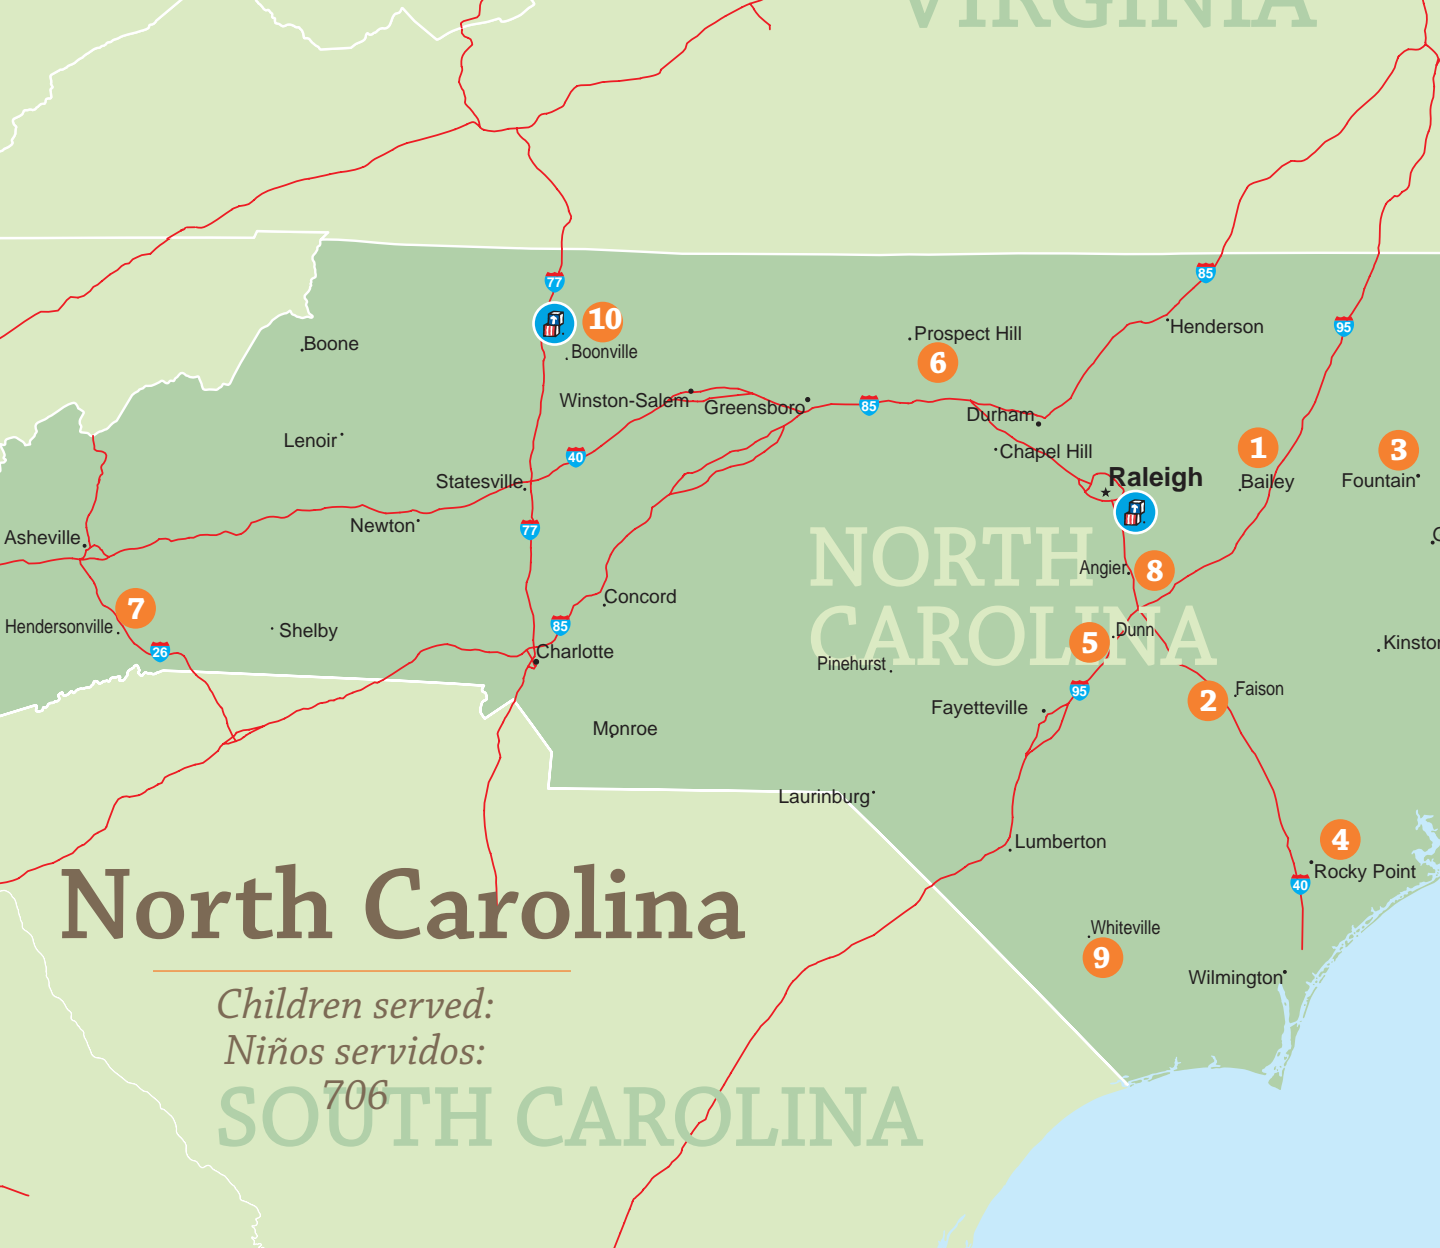 VIRGINIA
77
85
10
Boone
Boonville
Prospect Hill
Henderson
95
6
Winston-Salem
Greensboro
85
Durham
Lenoir
40
Chapel Hill
1
3
Statesville
Raleigh
Bailey
Fountain
Newton
77
Asheville
NORTH
CAROLINA
Angier
8
7
Concord
Hendersonville
Shelby
85
5
Dunn
26
Charlotte
Pinehurst
Kinston
95
2
Faison
Fayetteville
Monroe
Laurinburg
Lumberton
4
Rocky Point
40
North Carolina
Whiteville
9
Wilmington
Children served:
Niños servidos:
706
SOUTH CAROLINA